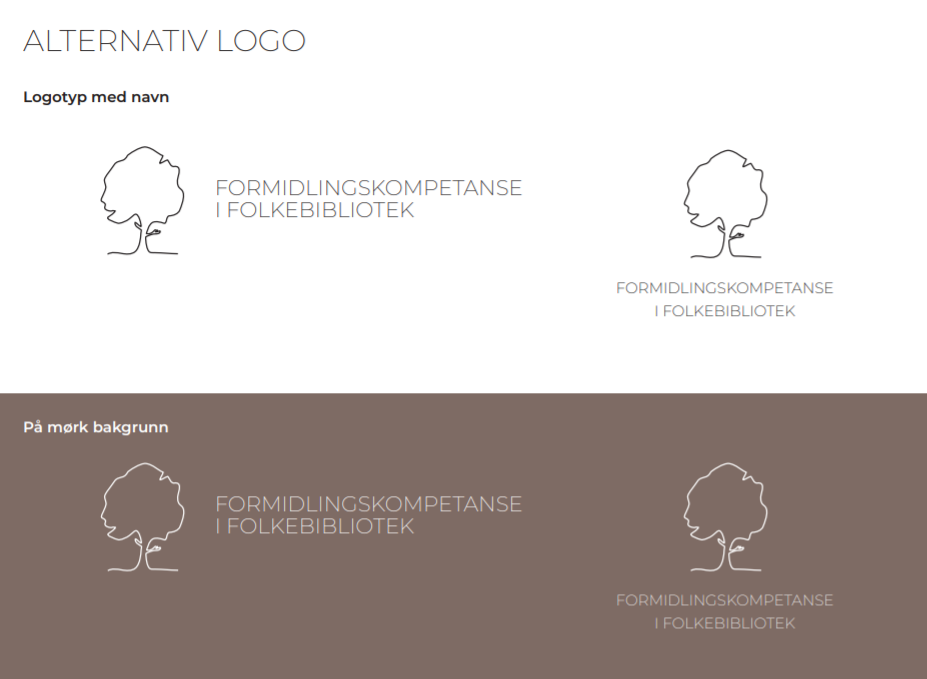 ALTERNATIV LOGO
Logotyp med navn
FORMIDLINGSKOMPETANSE
I FOLKEBIBLIOTEK
FORMIDLINGSKOMPETANSE
I FOLKEBIBLIOTEK
På mørk bakgrunn
FORMIDLINGSKOMPETANSE
I FOLKEBIBLIOTEK
FORMIDLINGSKOMPETANSE
I FOLKEBIBLIOTEK